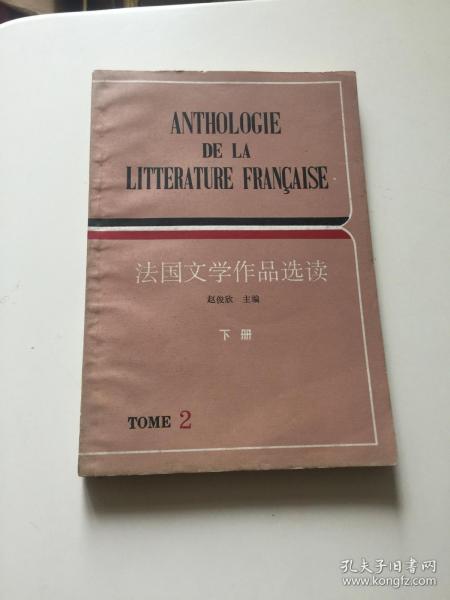 ANTHOLOGIE
DE LA
LITTERATURE FRANÇAISE
法国文学作品选读
赵俊欣 主编
下册
TOME 2
孔夫子旧书网
www.kongfz.com